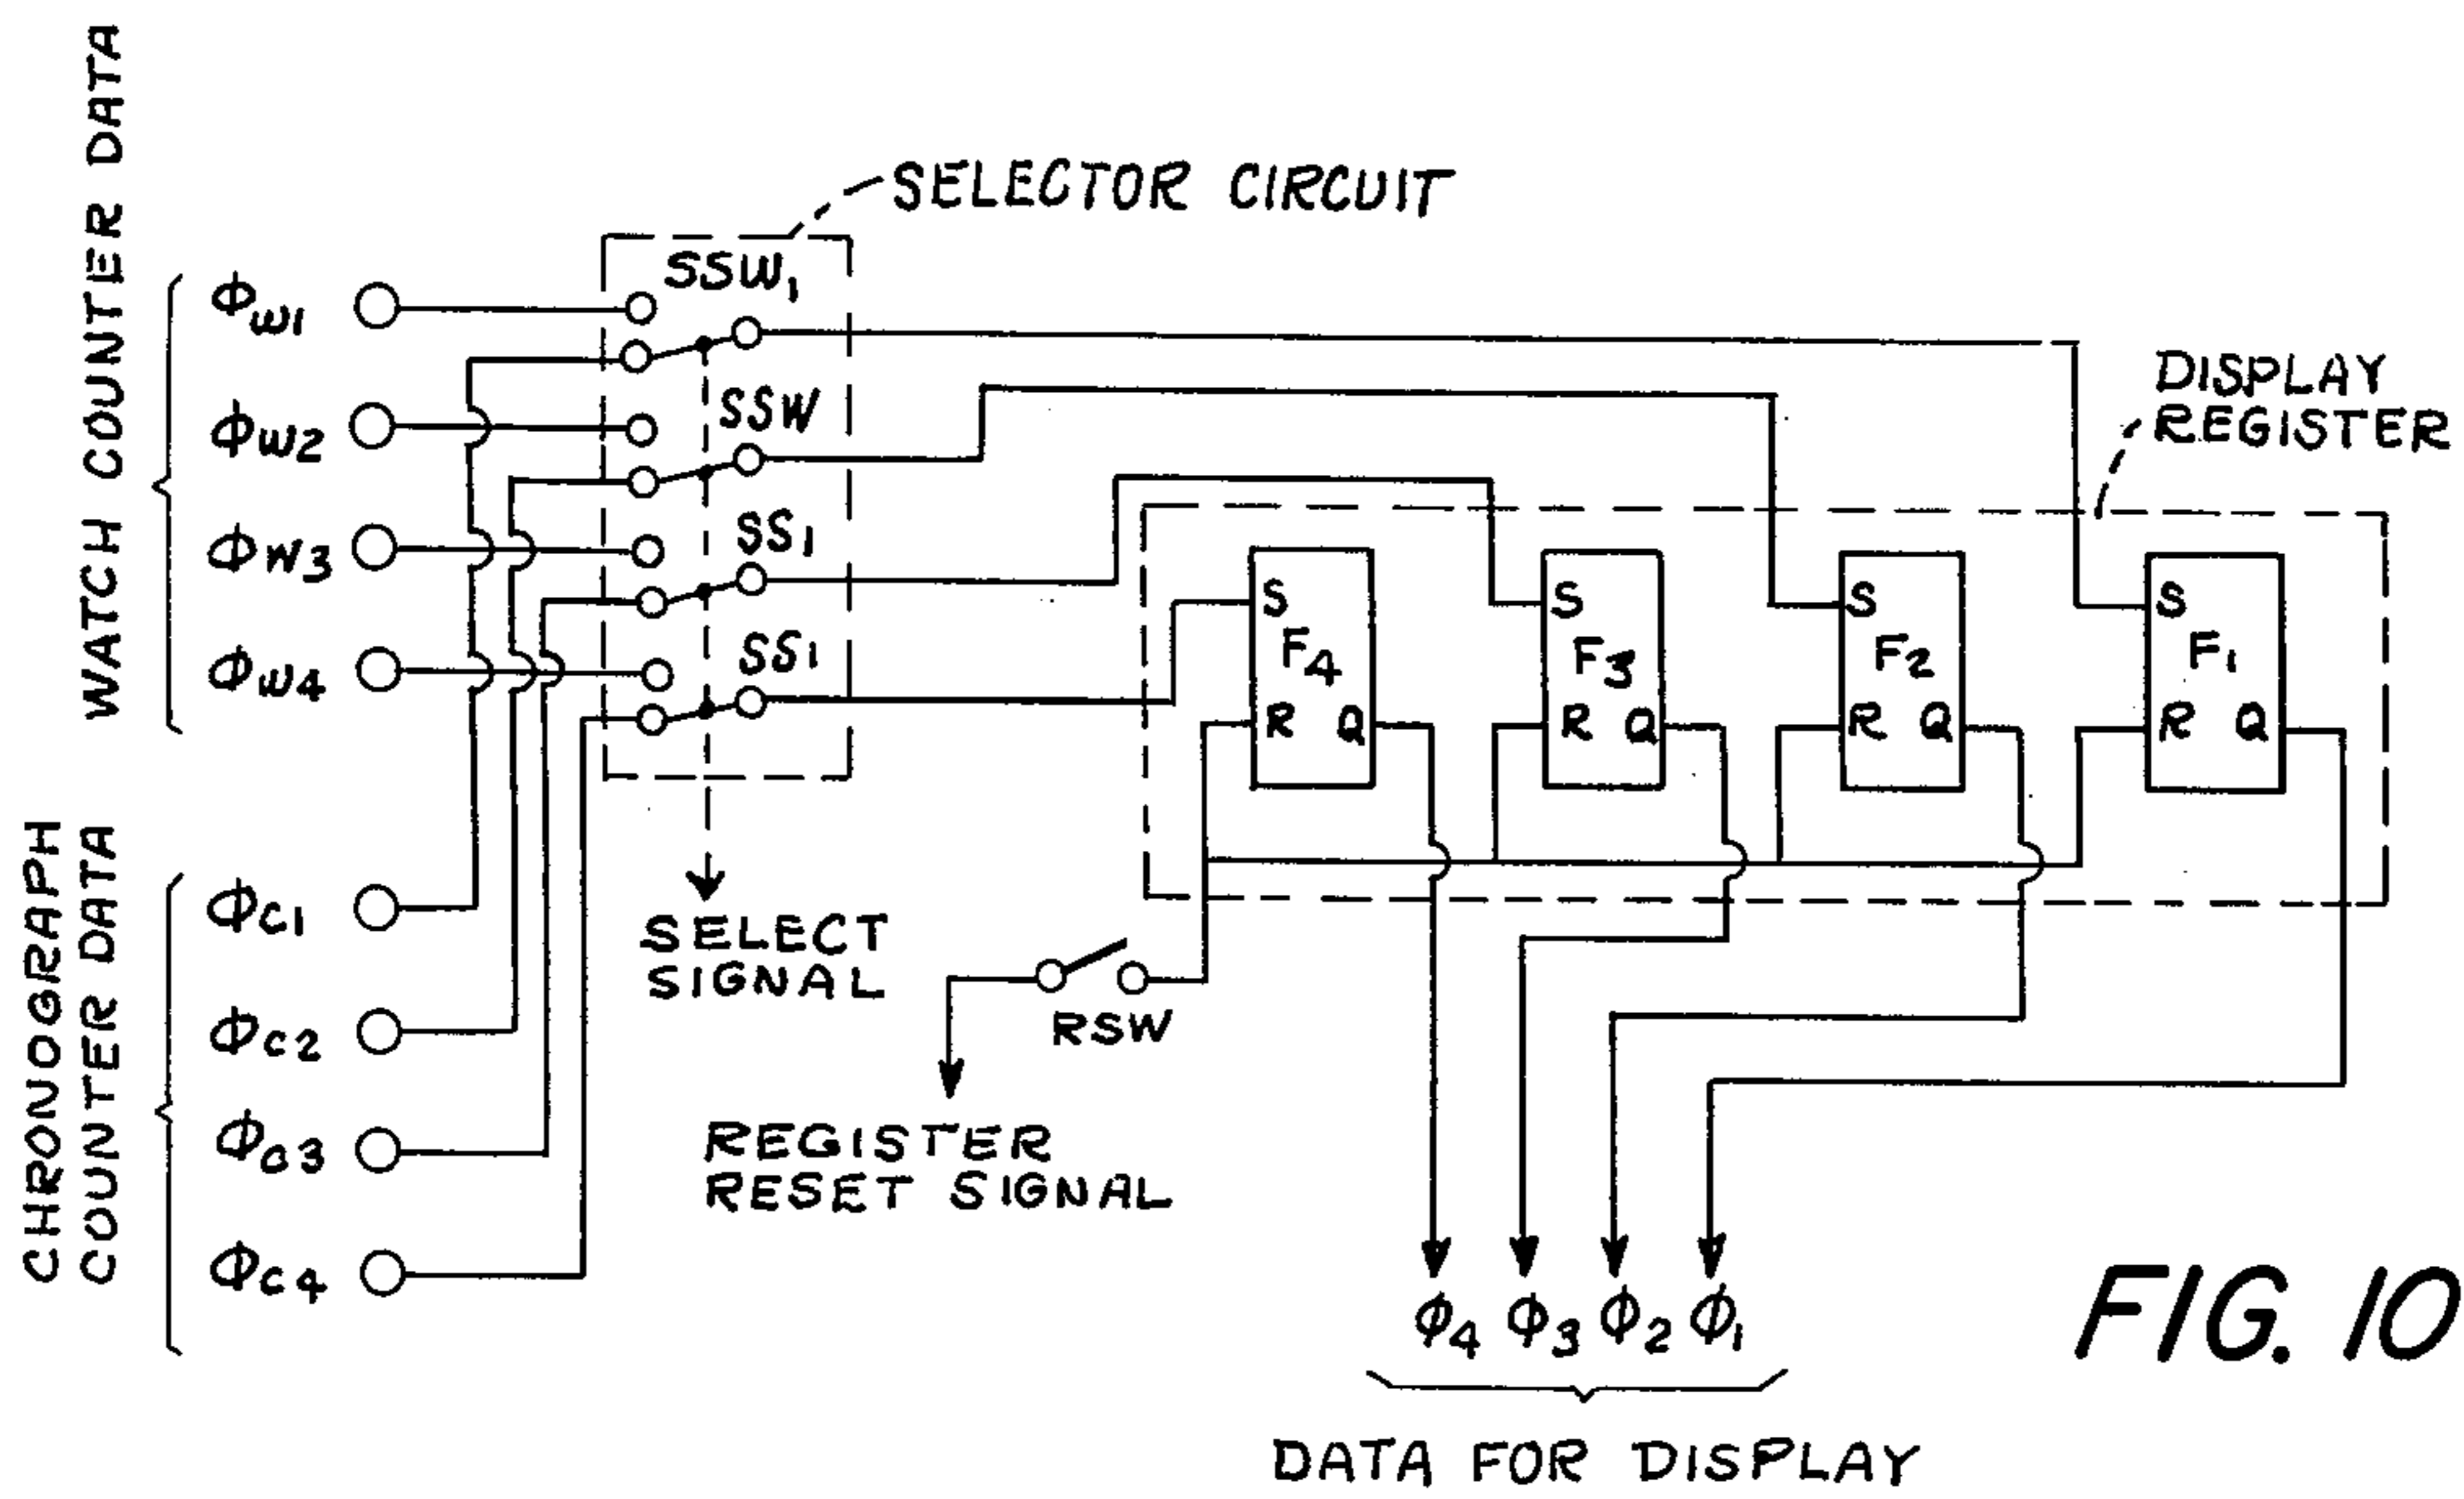 WATCH COUNTER DATA
CHRONOGRAPH
COUNTER DATA
SELECTOR CIRCUIT
ϕW1
ϕW2
ϕW3
ϕW4
ϕC1
ϕC2
ϕC3
ϕC4
SSW1
SSW
SS1
SS1
SELECT
SIGNAL
DISPLAY
REGISTER
S
F4
R Q
S
F3
R Q
S
F2
R Q
S
F1
R Q
RSW
REGISTER
RESET SIGNAL
ϕ4 ϕ3 ϕ2 ϕ1
DATA FOR DISPLAY
FIG. 10